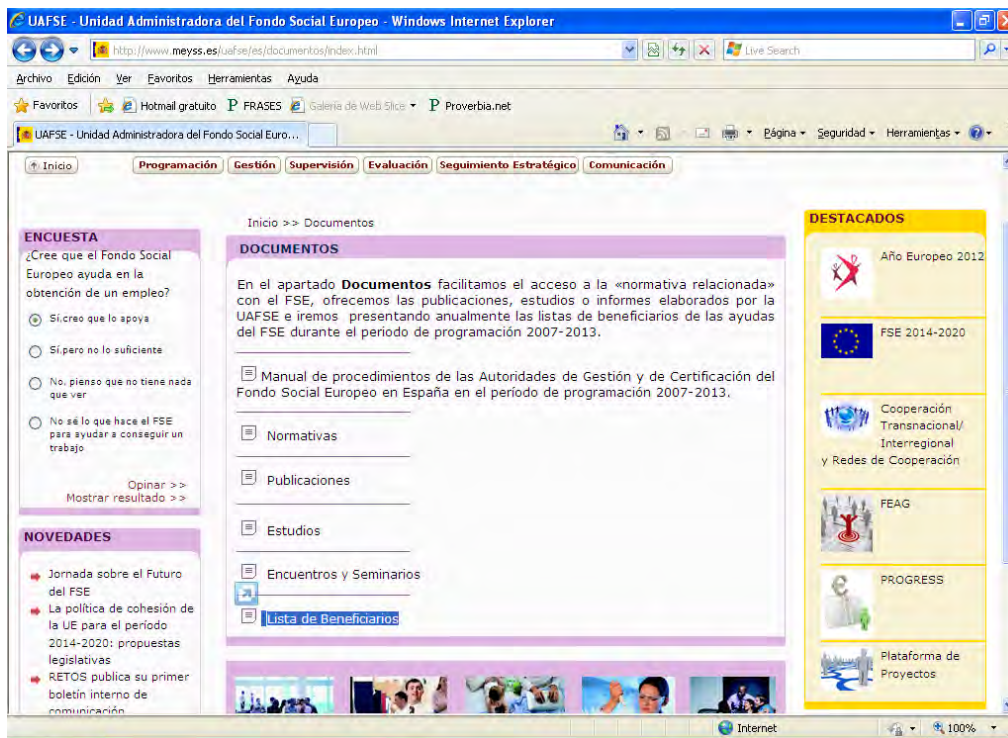 UAFSE - Unidad Administradora del Fondo Social Europeo - Windows Internet Explorer
http://www.meyss.es/uafse/es/documentos/index.html
Live Search
Archivo Edición Ver Favoritos Herramientas Ayuda
Favoritos Hotmail gratuito P FRASES Galería de Web Slice P Proverbia.net
UAFSE - Unidad Administradora del Fondo Social Euro...
Página Seguridad Herramientas
Inicio Programación Gestión Supervisión Evaluación Seguimiento Estratégico Comunicación
ENCUESTA
¿Cree que el Fondo Social
Europeo ayuda en la
obtención de un empleo?
Sí,creo que lo apoya
Sí,pero no lo suficiente
No, pienso que no tiene nada
que ver
No sé lo que hace el FSE
para ayudar a conseguir un
trabajo
Opinar >>
Mostrar resultado >>
NOVEDADES
Jornada sobre el Futuro
del FSE
La política de cohesión de
la UE para el período
2014-2020: propuestas
legislativas
RETOS publica su primer
boletín interno de
comunicación
Inicio >> Documentos
DOCUMENTOS
En el apartado Documentos facilitamos el acceso a la «normativa relacionada»
con el FSE, ofrecemos las publicaciones, estudios o informes elaborados por la
UAFSE e iremos presentando anualmente las listas de beneficiarios de las ayudas
del FSE durante el periodo de programación 2007-2013.
Manual de procedimientos de las Autoridades de Gestión y de Certificación del
Fondo Social Europeo en España en el período de programación 2007-2013.
Normativas
Publicaciones
Estudios
Encuentros y Seminarios
Lista de Beneficiarios
DESTACADOS
Año Europeo 2012
FSE 2014-2020
Cooperación
Transnacional/
Interregional
y Redes de Cooperación
FEAG
PROGRESS
Plataforma de
Proyectos
Internet
100%